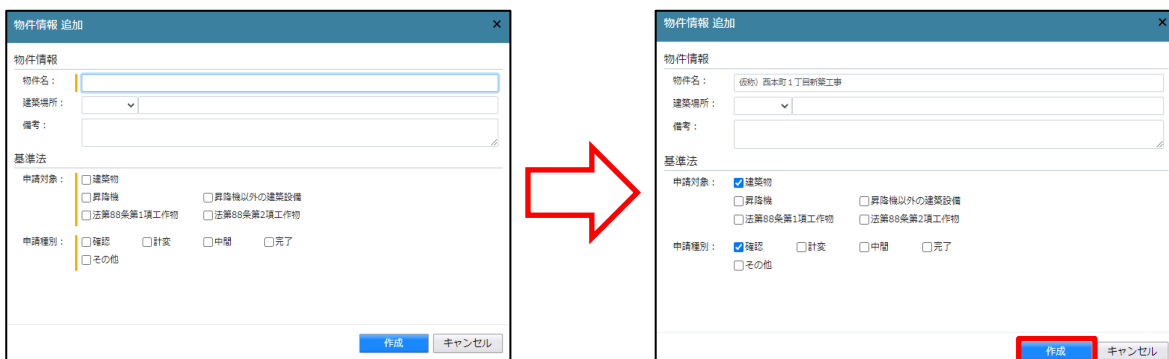 物件情報 追加 ×
物件情報
物件名：
建築場所：
備考：
基準法
申請対象： 建築物
昇降機 昇降機以外の建築設備
法第88条第1項工作物 法第88条第2項工作物
申請種別： 確認 計変 中間 完了
その他
作成 キャンセル
物件情報 追加 ×
物件情報
物件名： 仮称）西本町１丁目新築工事
建築場所：
備考：
基準法
申請対象： 建築物
昇降機 昇降機以外の建築設備
法第88条第1項工作物 法第88条第2項工作物
申請種別： 確認 計変 中間 完了
その他
作成 キャンセル